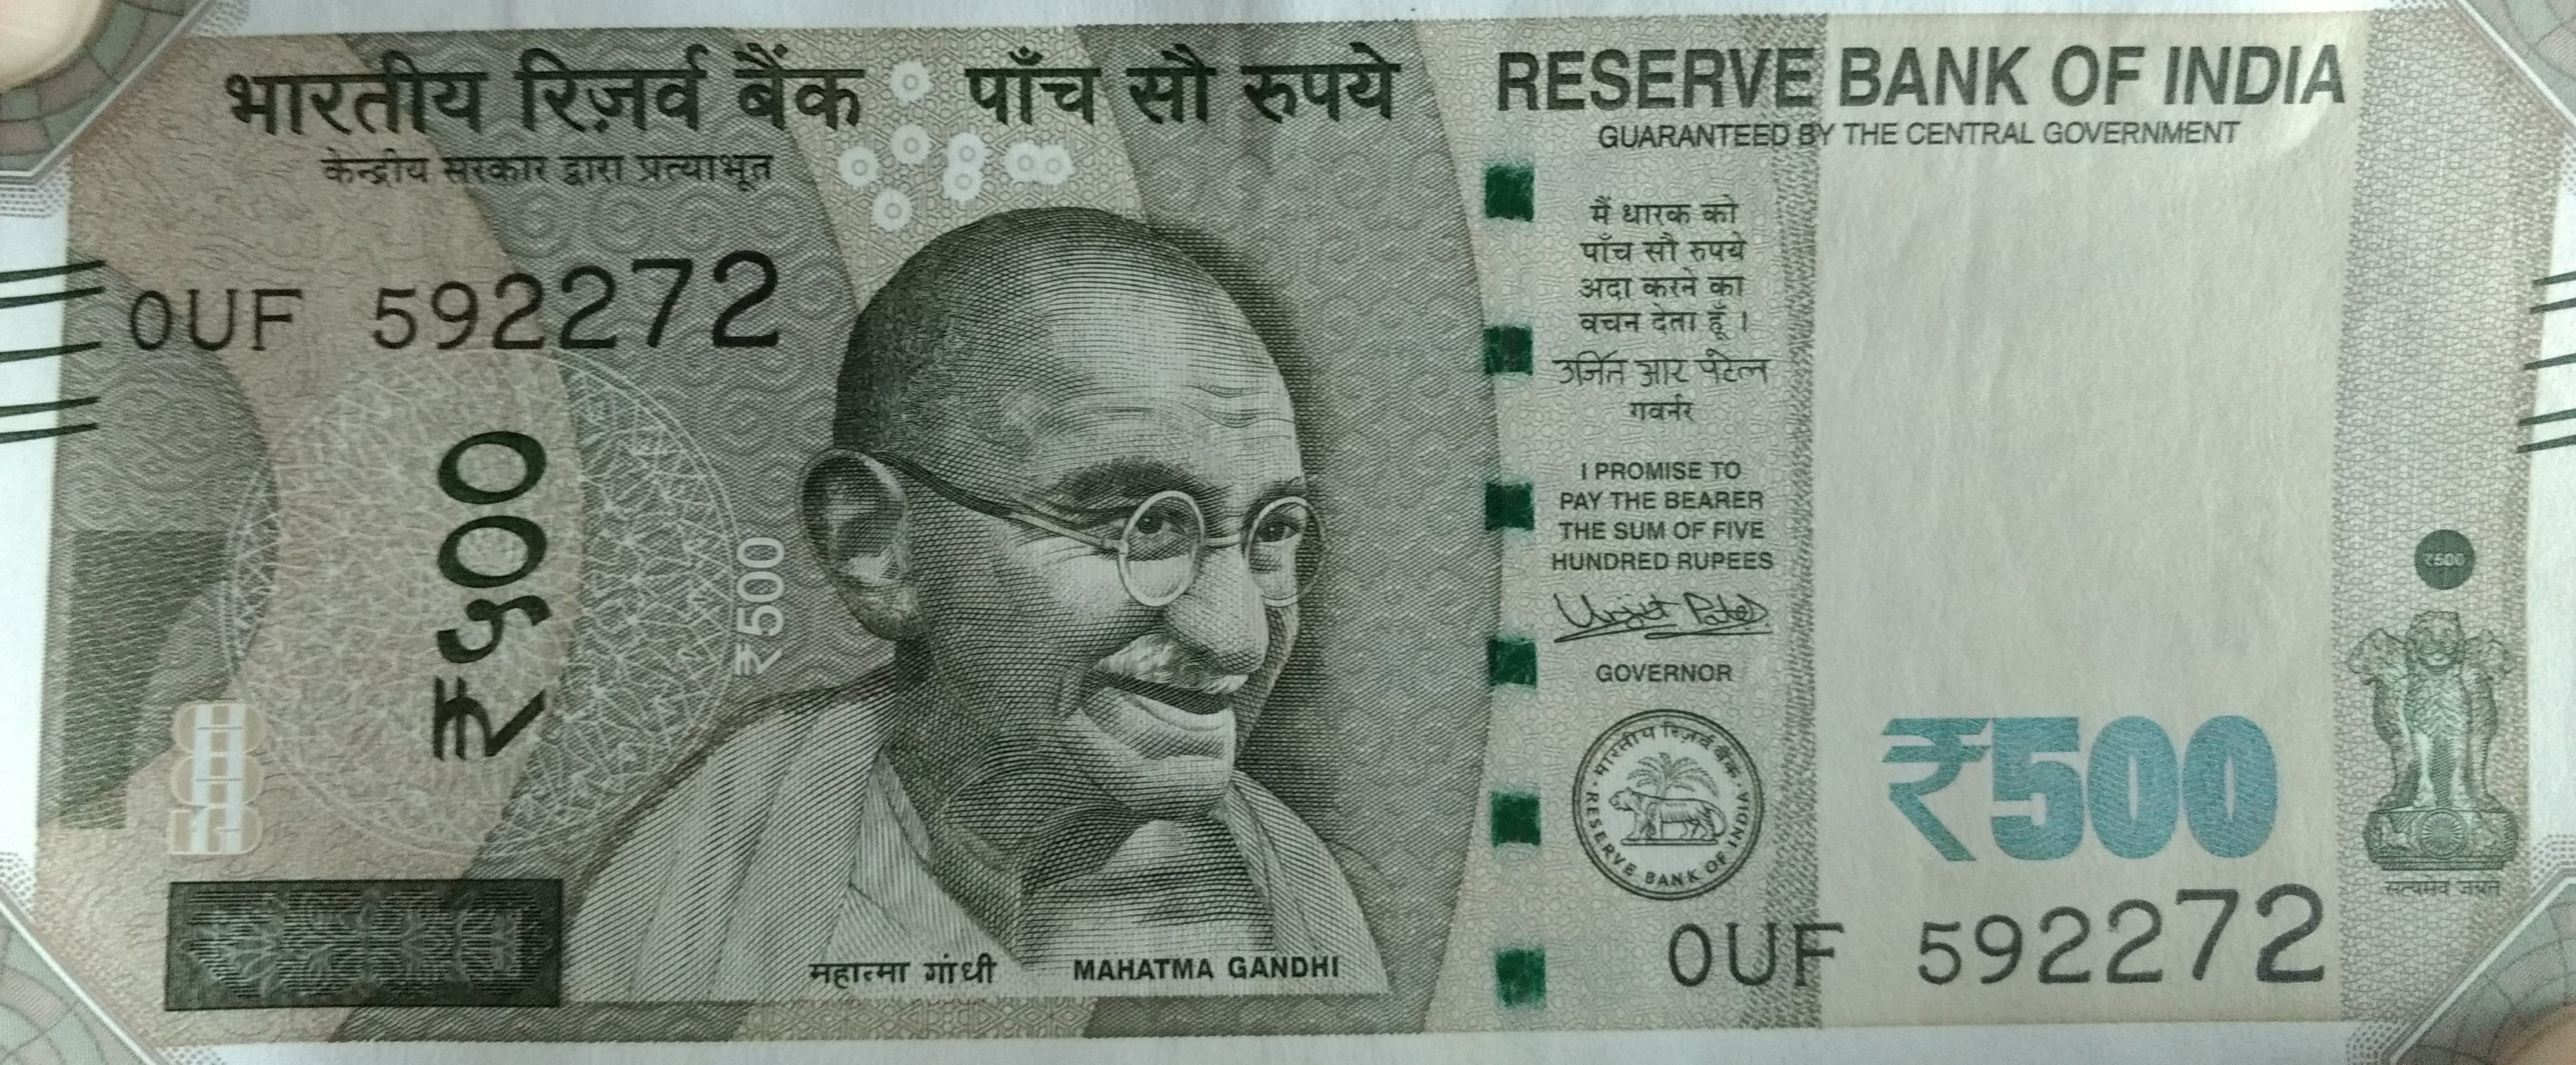 भारतीय रिज़र्व बैंक
केन्द्रीय सरकार द्वारा प्रत्याभूत
पाँच सौ रुपये
RESERVE BANK OF INDIA
GUARANTEED BY THE CENTRAL GOVERNMENT
0UF 592272
₹५००
₹500
मैं धारक को
पाँच सौ रुपये
अदा करने का
वचन देता हूँ ।
उर्जित आर पटेल
गवर्नर
I PROMISE TO
PAY THE BEARER
THE SUM OF FIVE
HUNDRED RUPEES
Urjit Patel
GOVERNOR
भारतीय रिज़र्व बैंक
RESERVE BANK OF INDIA
₹500
₹500
सत्यमेव जयते
0UF 592272
महात्मा गांधी
MAHATMA GANDHI